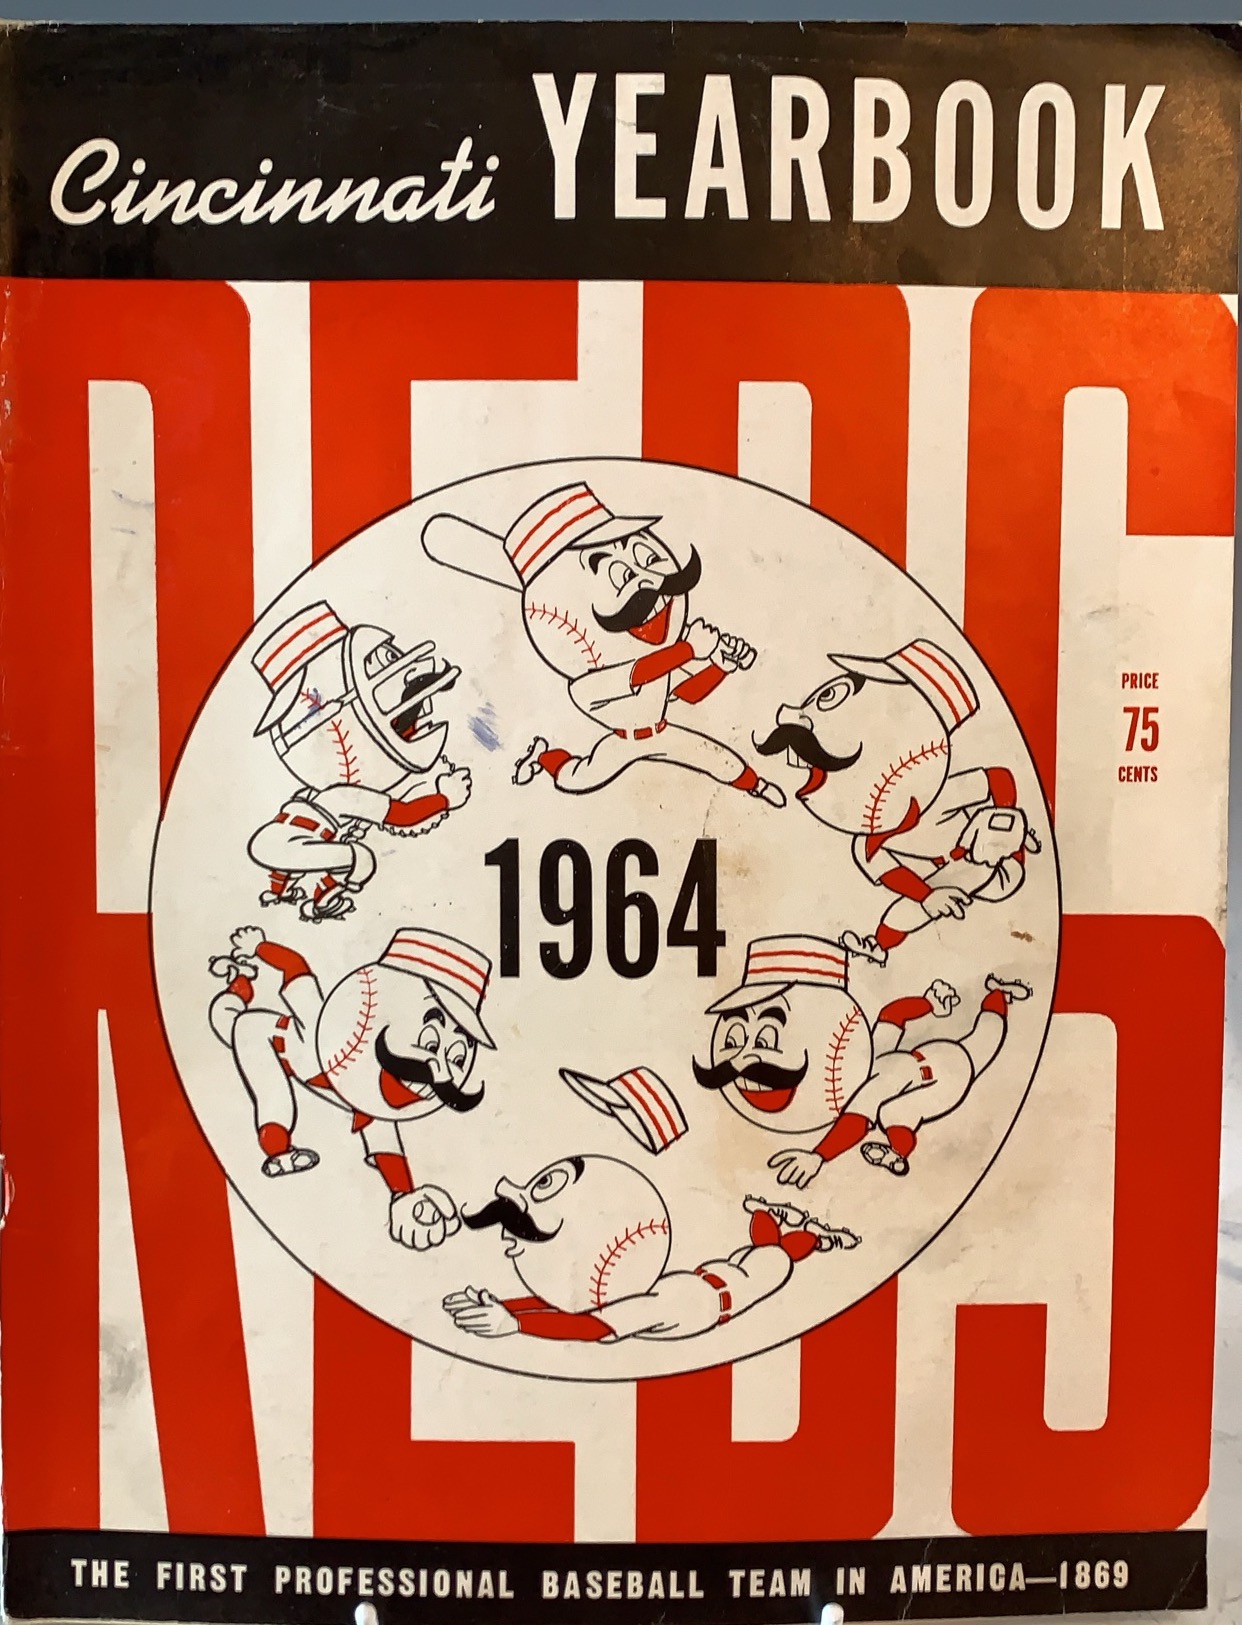 Cincinnati YEARBOOK
REDS
PRICE
75
CENTS
1964
THE FIRST PROFESSIONAL BASEBALL TEAM IN AMERICA—1869